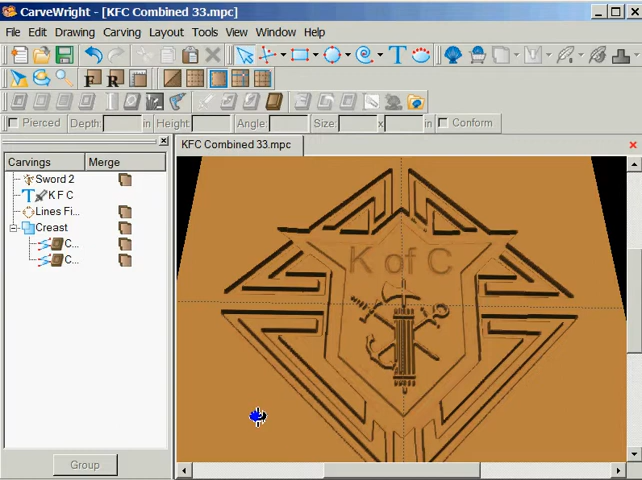 CarveWright - [KFC Combined 33.mpc]
File Edit Drawing Carving Layout Tools View Window Help
F R
T
Pierced Depth: in Height: Angle: Size: x in Conform
Carvings Merge
Sword 2
T K F C
Lines Fi...
Creast
C...
C...
Group
KFC Combined 33.mpc
K of C